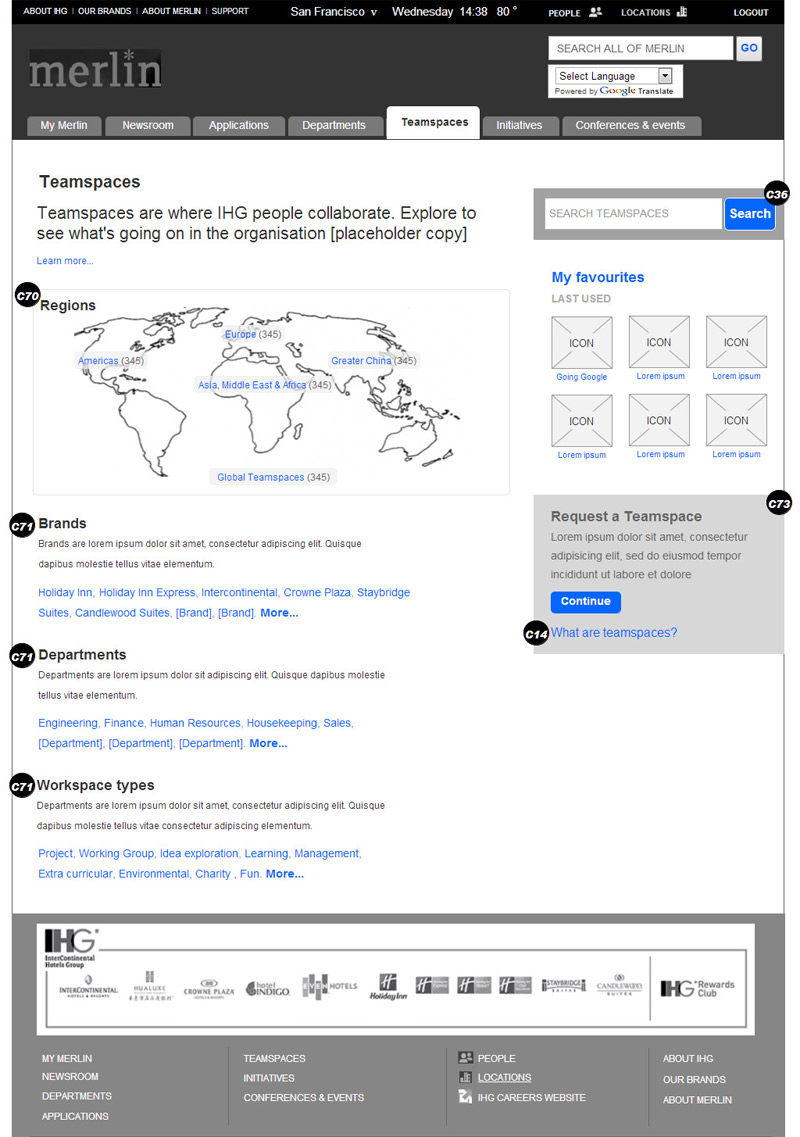 ABOUT IHG | OUR BRANDS | ABOUT MERLIN | SUPPORT
San Francisco v Wednesday 14:38 80 °
PEOPLE LOCATIONS LOGOUT
merlin
SEARCH ALL OF MERLIN GO
Select Language
Powered by Google Translate
My Merlin Newsroom Applications Departments Teamspaces Initiatives Conferences & events
Teamspaces
Teamspaces are where IHG people collaborate. Explore to
see what's going on in the organisation [placeholder copy]
Learn more...
C70
Regions
Europe (345)
Americas (345)
Greater China (345)
Asia, Middle East & Africa (345)
Global Teamspaces (345)
C71
Brands
Brands are lorem ipsum dolor sit amet, consectetur adipiscing elit. Quisque
dapibus molestie tellus vitae elementum.
Holiday Inn, Holiday Inn Express, Intercontinental, Crowne Plaza, Staybridge
Suites, Candlewood Suites, [Brand], [Brand]. More...
C71
Departments
Departments are lorem ipsum dolor sit adipiscing elit. Quisque dapibus molestie
tellus vitae elementum.
Engineering, Finance, Human Resources, Housekeeping, Sales,
[Department], [Department], [Department]. More...
C71
Workspace types
Departments are lorem ipsum dolor sit amet, consectetur adipiscing elit. Quisque
dapibus molestie tellus vitae consectetur adipiscing elementum.
Project, Working Group, Idea exploration, Learning, Management,
Extra curricular, Environmental, Charity , Fun. More...
C36
SEARCH TEAMSPACES Search
My favourites
LAST USED
ICON ICON ICON
Going Google Lorem ipsum Lorem ipsum
ICON ICON ICON
Lorem ipsum Lorem ipsum Lorem ipsum
C73
Request a Teamspace
Lorem ipsum dolor sit amet, consectetur
adipisicing elit, sed do eiusmod tempor
incididunt ut labore et dolore
Continue
C14
What are teamspaces?
IHG
InterContinental
Hotels Group
INTERCONTINENTAL
HOTELS & RESORTS
HUALUXE
CROWNE PLAZA
HOTELS & RESORTS
hotel
INDIGO
EVEN HOTELS
Holiday Inn
STAYBRIDGE
SUITES
CANDLEWOOD
SUITES
IHG Rewards
Club
MY MERLIN
NEWSROOM
DEPARTMENTS
APPLICATIONS
TEAMSPACES
INITIATIVES
CONFERENCES & EVENTS
PEOPLE
LOCATIONS
IHG CAREERS WEBSITE
ABOUT IHG
OUR BRANDS
ABOUT MERLIN